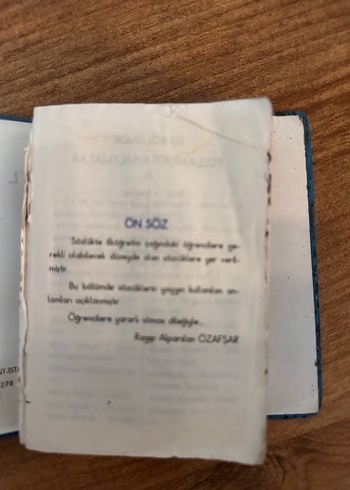 ÖN SÖZ
Sözlükte ilköğretim çağındaki öğrencilere ge-
rekli olabilecek düzeyde olan sözcüklere yer veril-
miştir.
Bu bölümde sözcüklerin yaygın kullanılan an-
lamları açıklanmıştır.
Öğrencilere yararlı olması dileğiyle...
Alparslan ÖZAFŞAR